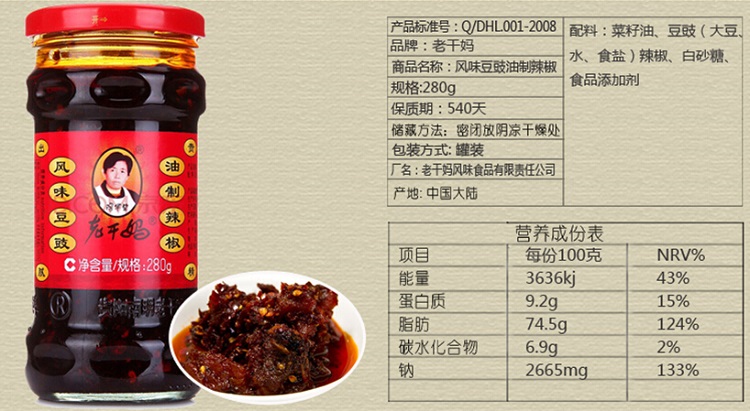 出
贵
风味豆豉
油制辣椒
老干妈
®
净含量/规格:280g
产品标准号: Q/DHL.001-2008
品牌: 老干妈
商品名称: 风味豆豉油制辣椒
规格:280g
保质期: 540天
储藏方法: 密闭放阴凉干燥处
包装方式: 罐装
厂名: 老干妈风味食品有限责任公司
产地: 中国大陆
配料: 菜籽油、豆豉 (大豆、
水、食盐) 辣椒、白砂糖、
食品添加剂
营养成份表
项目 每份100克 NRV%
能量 3636kj 43%
蛋白质 9.2g 15%
脂肪 74.5g 124%
碳水化合物 6.9g 2%
钠 2665mg 133%